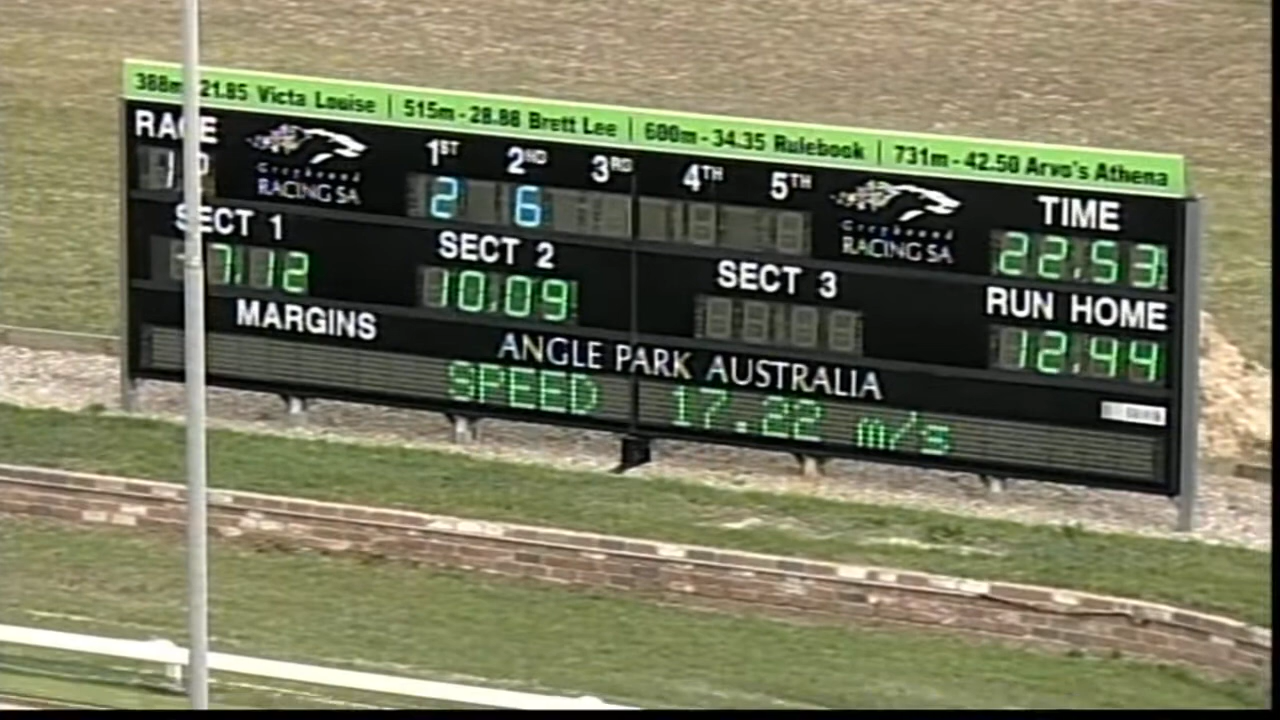 388m - 21.85 Victa Louise | 515m - 28.88 Brett Lee | 600m - 34.35 Rulebook | 731m - 42.50 Arvo's Athena
RACE 1ST 2ND 3RD 4TH 5TH TIME
Greyhound RACING SA 2 6 Greyhound RACING SA 22.53
SECT 1 SECT 2 SECT 3 RUN HOME
7.12 10.09 12.44
MARGINS ANGLE PARK AUSTRALIA
SPEED 17.22 m/s